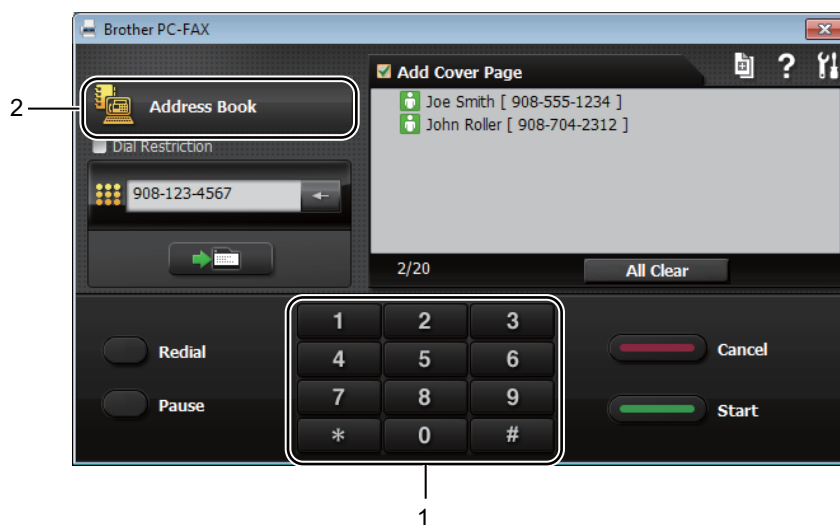 Brother PC-FAX
Add Cover Page
?
2
Address Book
Joe Smith [ 908-555-1234 ]
John Roller [ 908-704-2312 ]
Dial Restriction
908-123-4567
2/20
All Clear
1 2 3
4 5 6
7 8 9
* 0 #
Redial
Pause
Cancel
Start
1